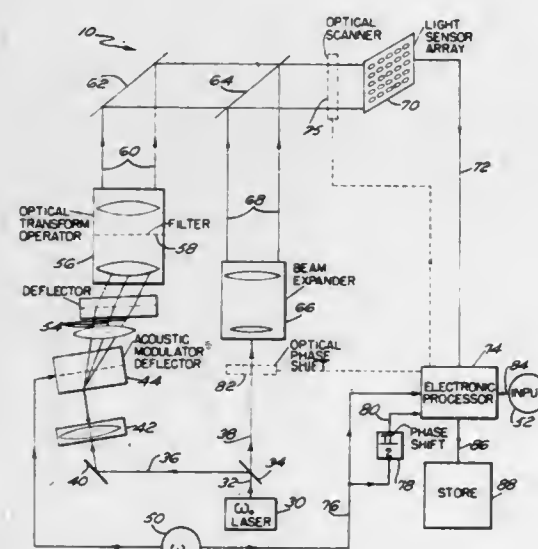 10
OPTICAL
SCANNER
LIGHT
SENSOR
ARRAY
62
64
75
70
60
72
OPTICAL
TRANSFORM
OPERATOR
FILTER
58
56
68
BEAM
EXPANDER
66
DEFLECTOR
54
ACOUSTIC
MODULATOR
DEFLECTOR
44
OPTICAL
PHASE
SHIFT
82
74
84
ELECTRONIC
PROCESSOR
INPUT
52
80
PHASE
SHIFT
π
2
78
86
42
38
36
34
40
32
ω₀
LASER
30
76
STORE
88
50